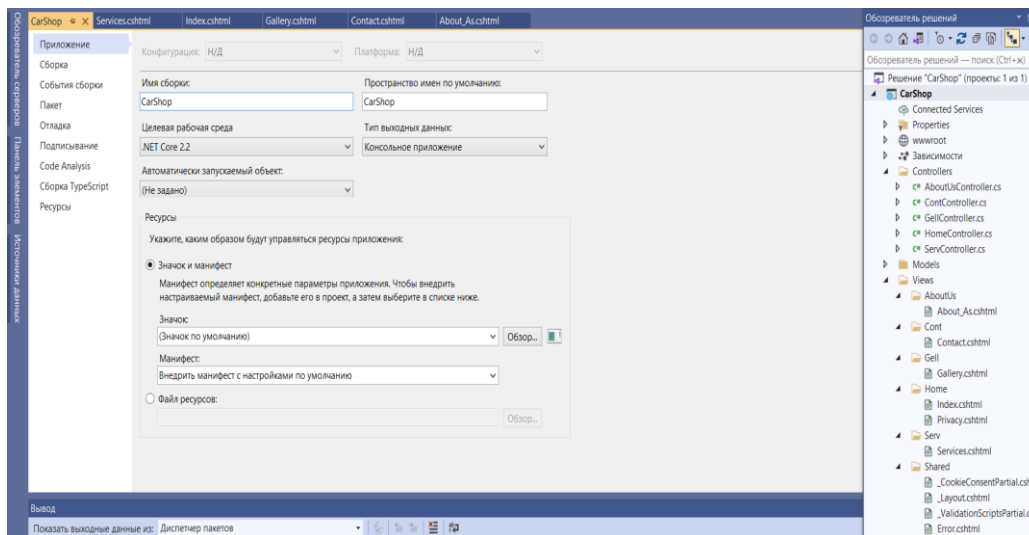 CarShop
Services.cshtml
Index.cshtml
Gallery.cshtml
Contact.cshtml
About_As.cshtml
Обозреватель серверов
Панель элементов
Источники данных
Приложение
Сборка
События сборки
Пакет
Отладка
Подписывание
Code Analysis
Сборка TypeScript
Ресурсы
Конфигурация: Н/Д
Платформа: Н/Д
Имя сборки:
CarShop
Пространство имен по умолчанию:
CarShop
Целевая рабочая среда
.NET Core 2.2
Тип выходных данных:
Консольное приложение
Автоматически запускаемый объект:
(Не задано)
Ресурсы
Укажите, каким образом будут управляться ресурсы приложения:
Значок и манифест
Манифест определяет конкретные параметры приложения. Чтобы внедрить
настраиваемый манифест, добавьте его в проект, а затем выберите в списке ниже.
Значок:
(Значок по умолчанию)
Обзор...
Манифест:
Внедрить манифест с настройками по умолчанию
Файл ресурсов:
Обзор...
Вывод
Показать выходные данные из: Диспетчер пакетов
Обозреватель решений
Обозреватель решений — поиск (Ctrl+ж)
Решение "CarShop" (проекты: 1 из 1)
CarShop
Connected Services
Properties
wwwroot
Зависимости
Controllers
C# AboutUsController.cs
C# ContController.cs
C# GellController.cs
C# HomeController.cs
C# ServController.cs
Models
Views
AboutUs
About_As.cshtml
Cont
Contact.cshtml
Gell
Gallery.cshtml
Home
Index.cshtml
Privacy.cshtml
Serv
Services.cshtml
Shared
_CookieConsentPartial.csh
_Layout.cshtml
_ValidationScriptsPartial.c
Error.cshtml